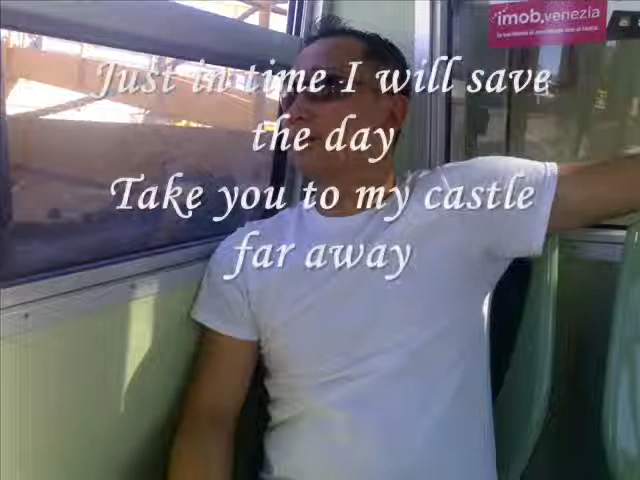 imob.venezia
Just in time I will save
the day
Take you to my castle
far away